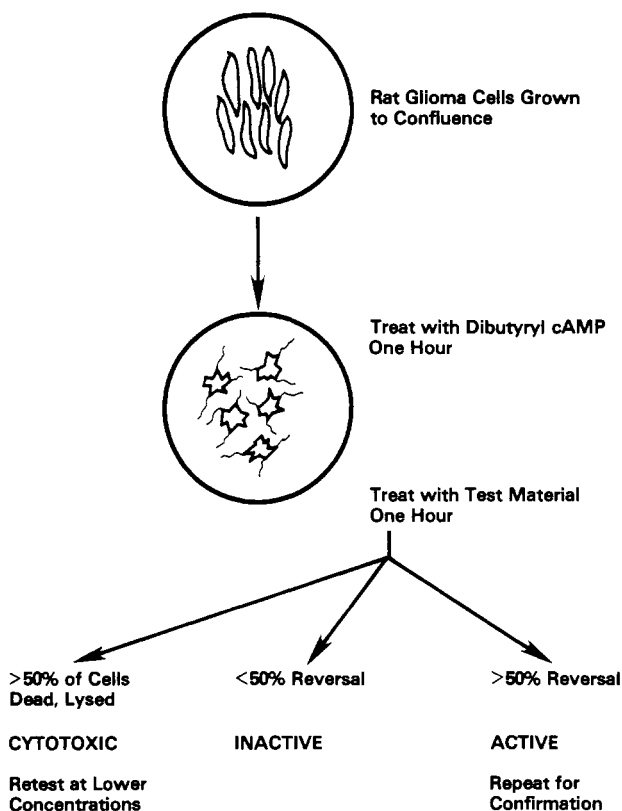 Rat Glioma Cells Grown
to Confluence
Treat with Dibutyryl cAMP
One Hour
Treat with Test Material
One Hour
>50% of Cells
Dead, Lysed
CYTOTOXIC
Retest at Lower
Concentrations
<50% Reversal
INACTIVE
>50% Reversal
ACTIVE
Repeat for
Confirmation